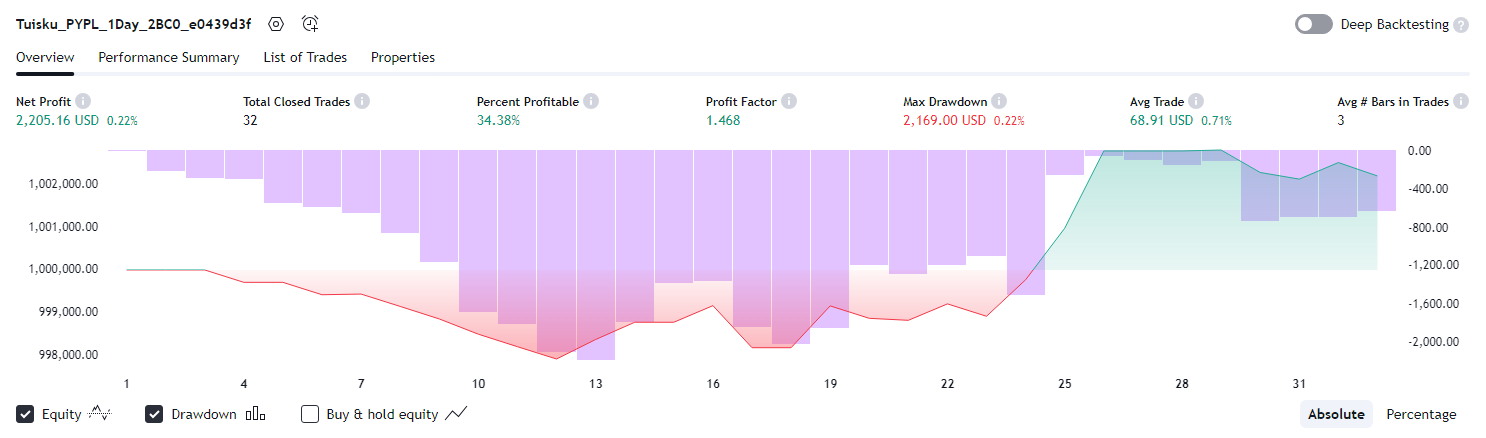 Tuisku_PYPL_1Day_2BC0_e0439d3f
Deep Backtesting ?
Overview Performance Summary List of Trades Properties
Net Profit Total Closed Trades Percent Profitable Profit Factor Max Drawdown Avg Trade Avg # Bars in Trades
2,205.16 USD 0.22% 32 34.38% 1.468 2,169.00 USD 0.22% 68.91 USD 0.71% 3
0.00
1,002,000.00 -400.00
1,001,000.00 -800.00
1,000,000.00 -1,200.00
999,000.00 -1,600.00
998,000.00 -2,000.00
1 4 7 10 13 16 19 22 25 28 31
Equity Drawdown Buy & hold equity Absolute Percentage